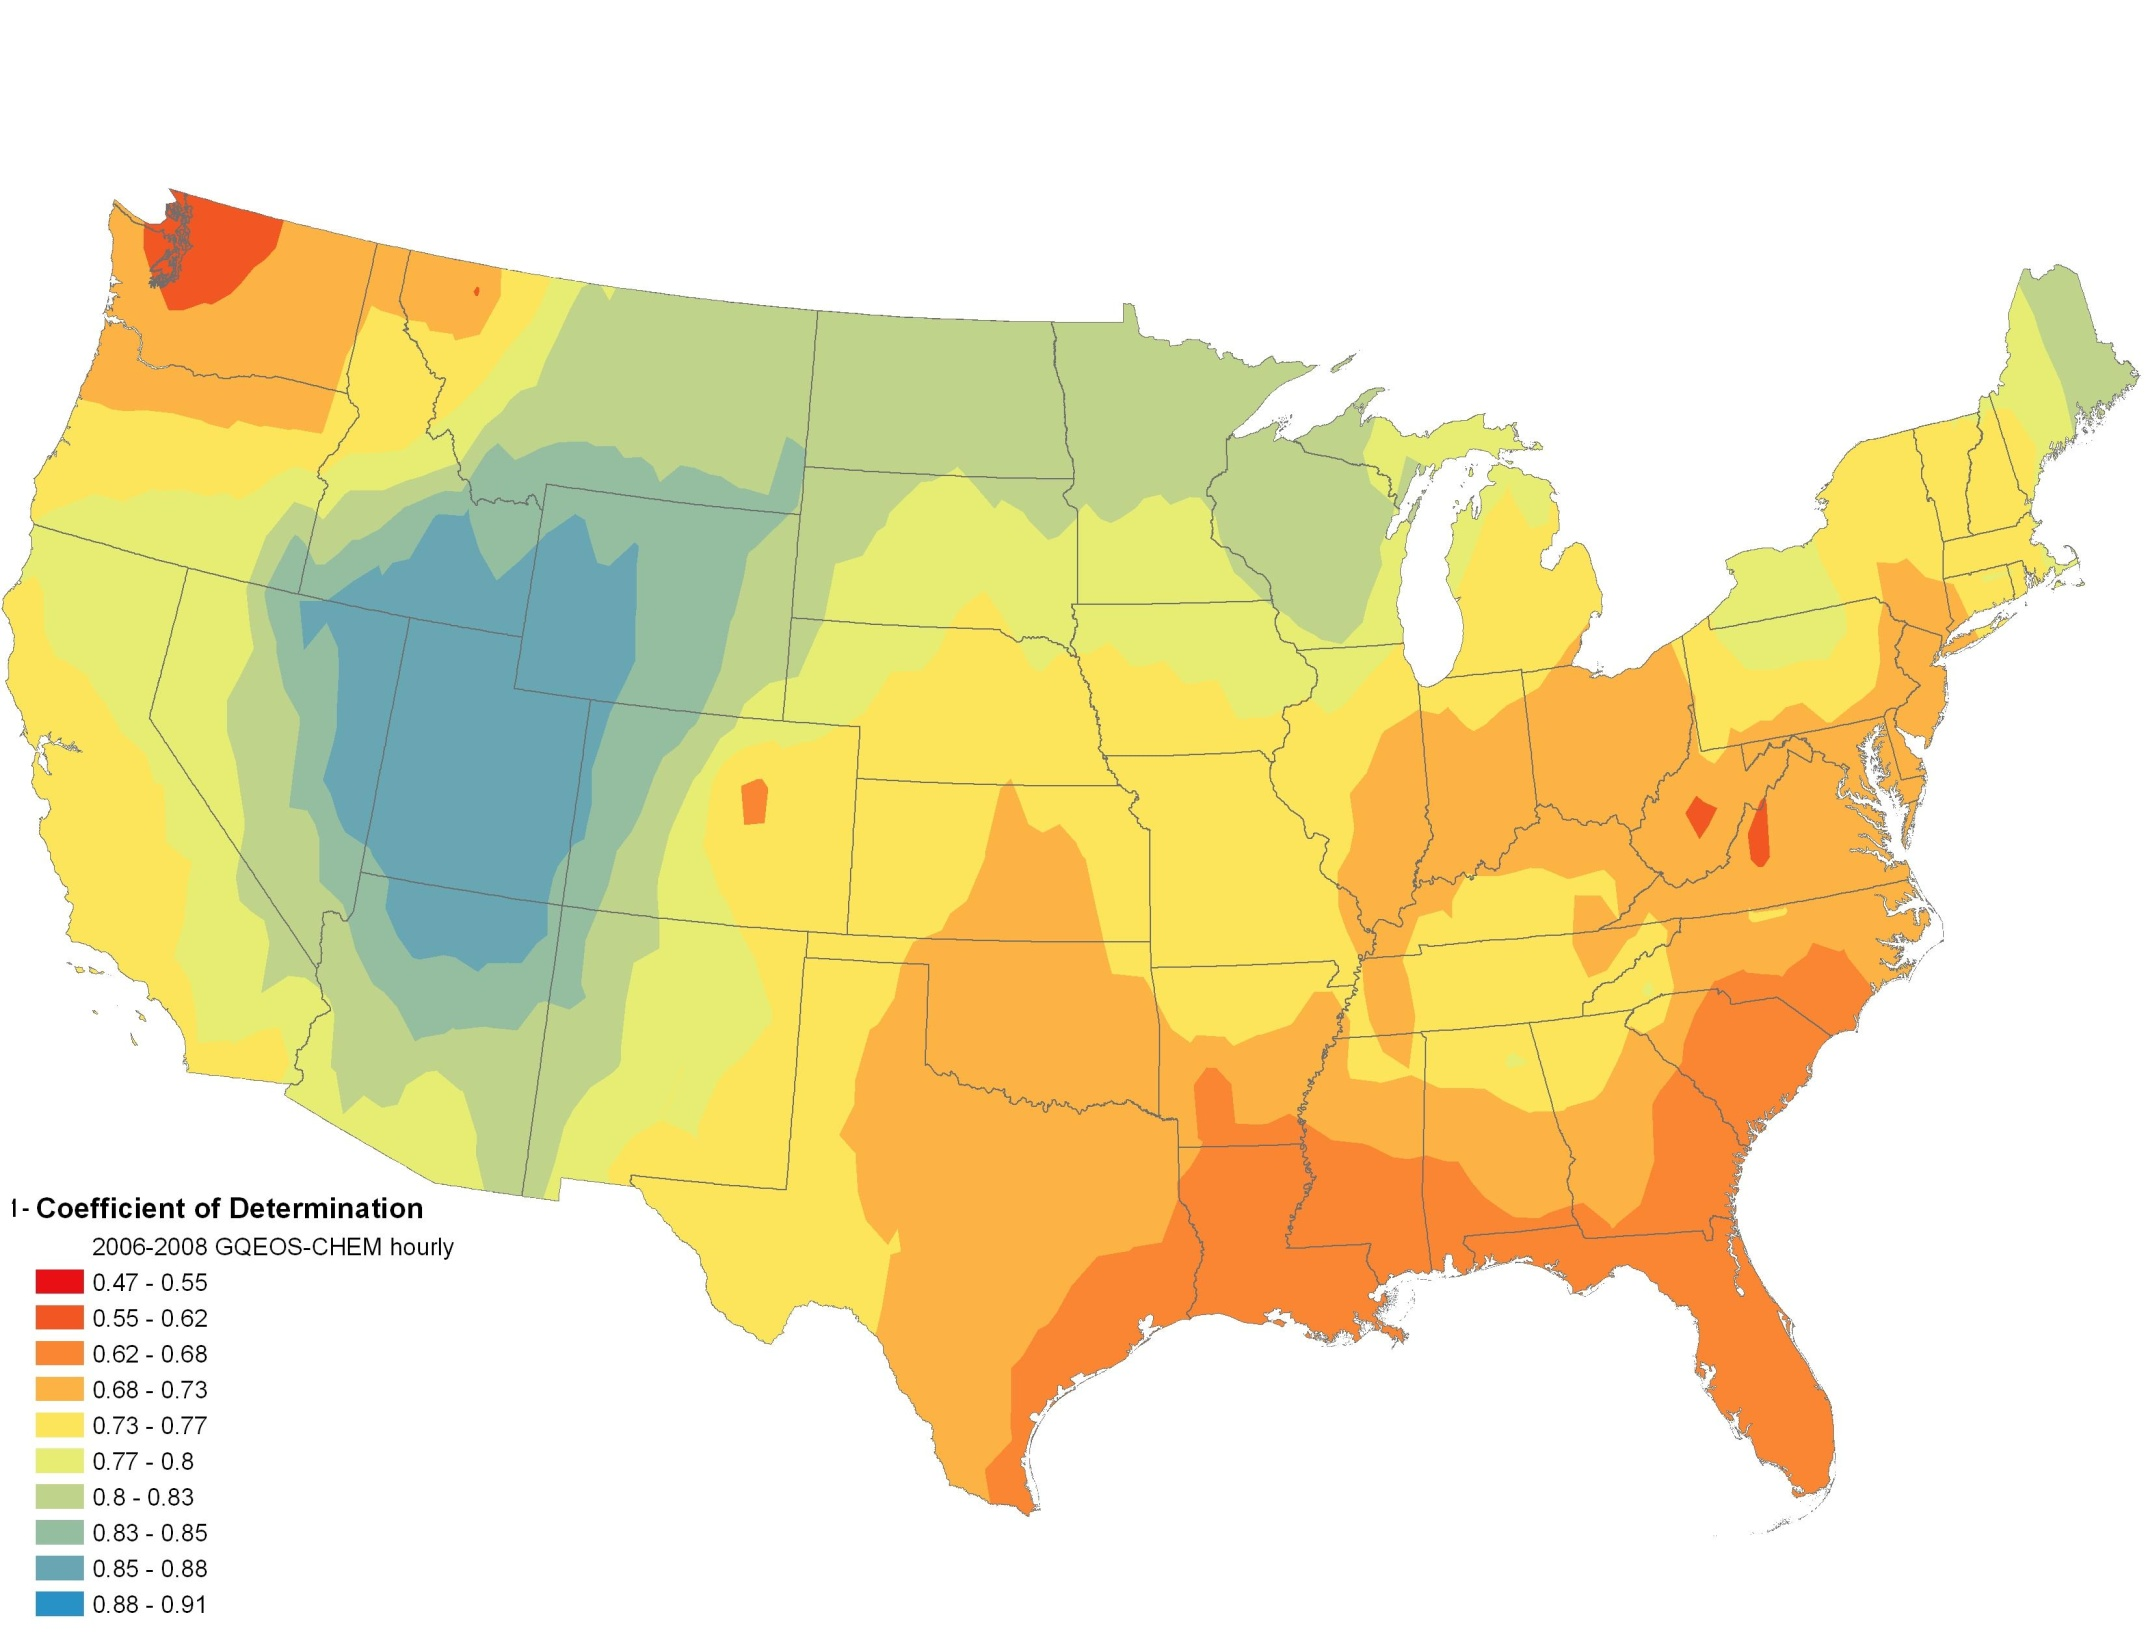 1- Coefficient of Determination
2006-2008 GQEOS-CHEM hourly
0.47 - 0.55
0.55 - 0.62
0.62 - 0.68
0.68 - 0.73
0.73 - 0.77
0.77 - 0.8
0.8 - 0.83
0.83 - 0.85
0.85 - 0.88
0.88 - 0.91